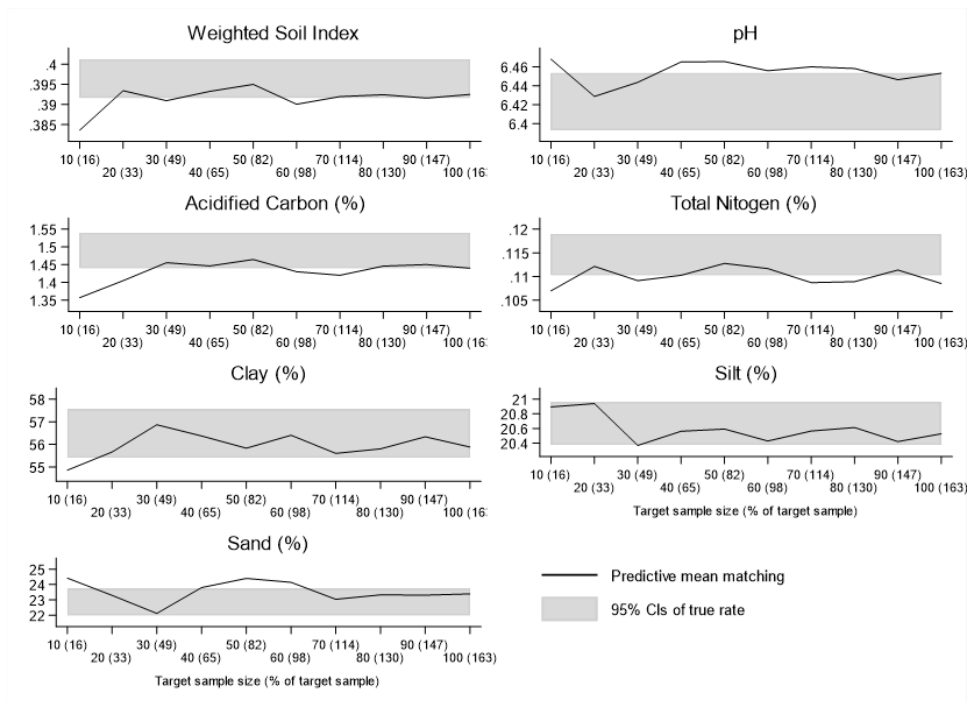 Weighted Soil Index
.4
.395
.39
.385
10 (16) 30 (49) 50 (82) 70 (114) 90 (147)
20 (33) 40 (65) 60 (98) 80 (130) 100 (163
pH
6.46
6.44
6.42
6.4
10 (16) 30 (49) 50 (82) 70 (114) 90 (147)
20 (33) 40 (65) 60 (98) 80 (130) 100 (163)
Acidified Carbon (%)
1.55
1.5
1.45
1.4
1.35
10 (16) 30 (49) 50 (82) 70 (114) 90 (147)
20 (33) 40 (65) 60 (98) 80 (130) 100 (163
Total Nitogen (%)
.12
.115
.11
.105
10 (16) 30 (49) 50 (82) 70 (114) 90 (147)
20 (33) 40 (65) 60 (98) 80 (130) 100 (163)
Clay (%)
58
57
56
55
10 (16) 30 (49) 50 (82) 70 (114) 90 (147)
20 (33) 40 (65) 60 (98) 80 (130) 100 (163
Silt (%)
21
20.8
20.6
20.4
10 (16) 30 (49) 50 (82) 70 (114) 90 (147)
20 (33) 40 (65) 60 (98) 80 (130) 100 (163)
Target sample size (% of target sample)
Sand (%)
25
24
23
22
10 (16) 30 (49) 50 (82) 70 (114) 90 (147)
20 (33) 40 (65) 60 (98) 80 (130) 100 (163)
Target sample size (% of target sample)
Predictive mean matching
95% CIs of true rate